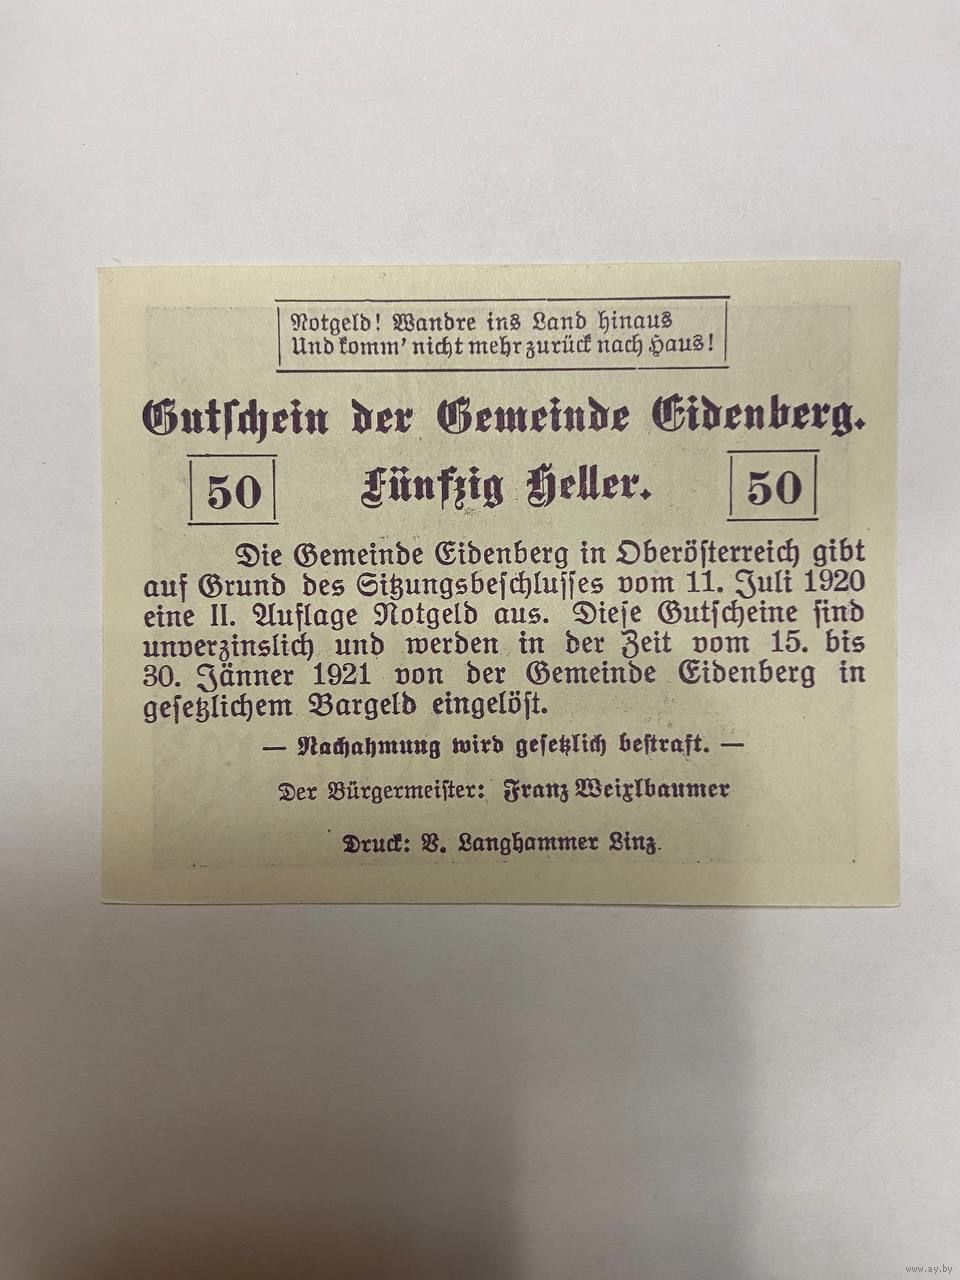 Notgeld! Wandre ins Land hinaus
Und komm' nicht mehr zurück nach Haus!
Gutschein der Gemeinde Eidenberg.
50 Fünfzig Heller. 50
Die Gemeinde Eidenberg in Oberösterreich gibt
auf Grund des Sitzungsbeschlusses vom 11. Juli 1920
eine II. Auflage Notgeld aus. Diese Gutscheine sind
unverzinslich und werden in der Zeit vom 15. bis
30. Jänner 1921 von der Gemeinde Eidenberg in
gesetzlichem Bargeld eingelöst.
— Nachahmung wird gesetzlich bestraft. —
Der Bürgermeister: Franz Weixlbaumer
Druck: V. Langhammer Linz.
www.ay.by